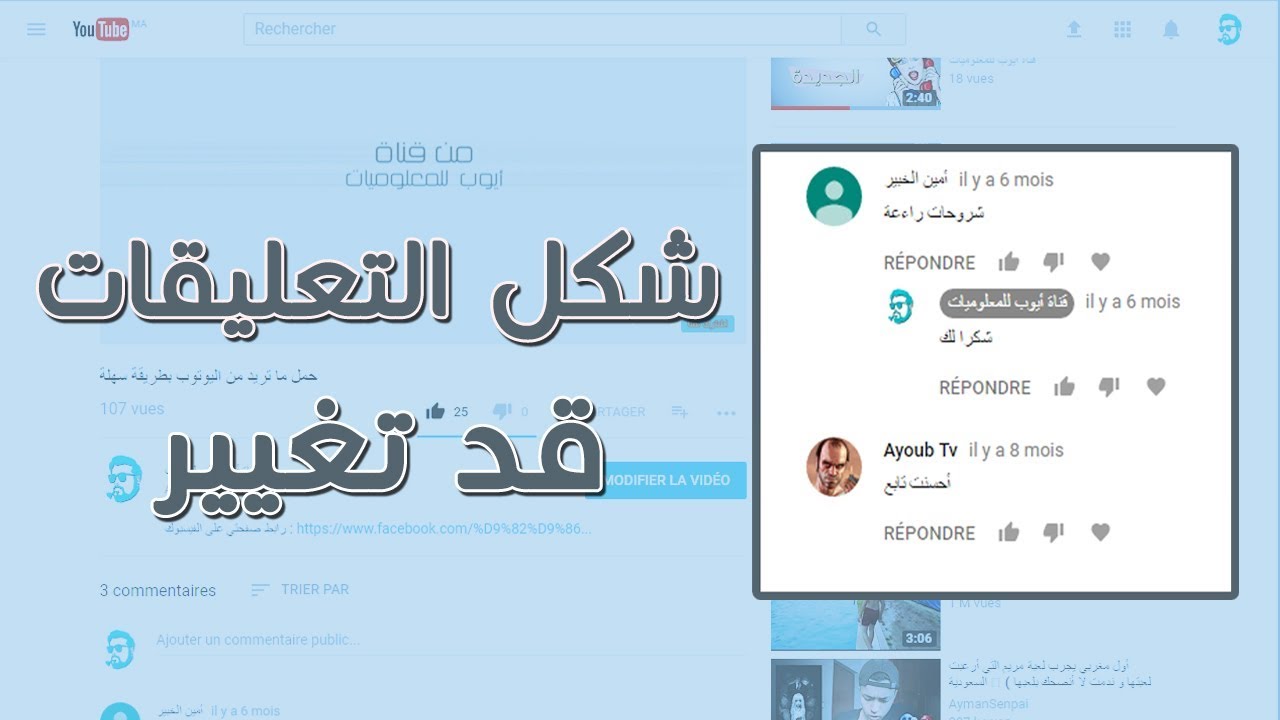 YouTube MA
Rechercher
قناة أيوب للمعلوميات
18 vues
الجديدة
2:40
من قناة
أيوب للمعلوميات
شكل التعليقات
قد تغيير
حمل ما تريد من اليوتوب بطريقة سهلة
107 vues
25
0
PARTAGER
MODIFIER LA VIDÉO
رابط صفحتي على الفيسبوك : https://www.facebook.com/%D9%82%D9%86...
3 commentaires
TRIER PAR
Ajouter un commentaire public...
أمين الخبير il y a 6 mois
أمين الخبير il y a 6 mois
شروحات راءعة
RÉPONDRE
قناة أيوب للمعلوميات il y a 6 mois
شكرا لك
RÉPONDRE
Ayoub Tv il y a 8 mois
أحسنت تابع
RÉPONDRE
1 M vues
3:06
أول مغربي يجرب لعبة مريم التي أرعبت
السعودية ( لعبتها و ندمت لا أنصحك بلعبها
AymanSenpai